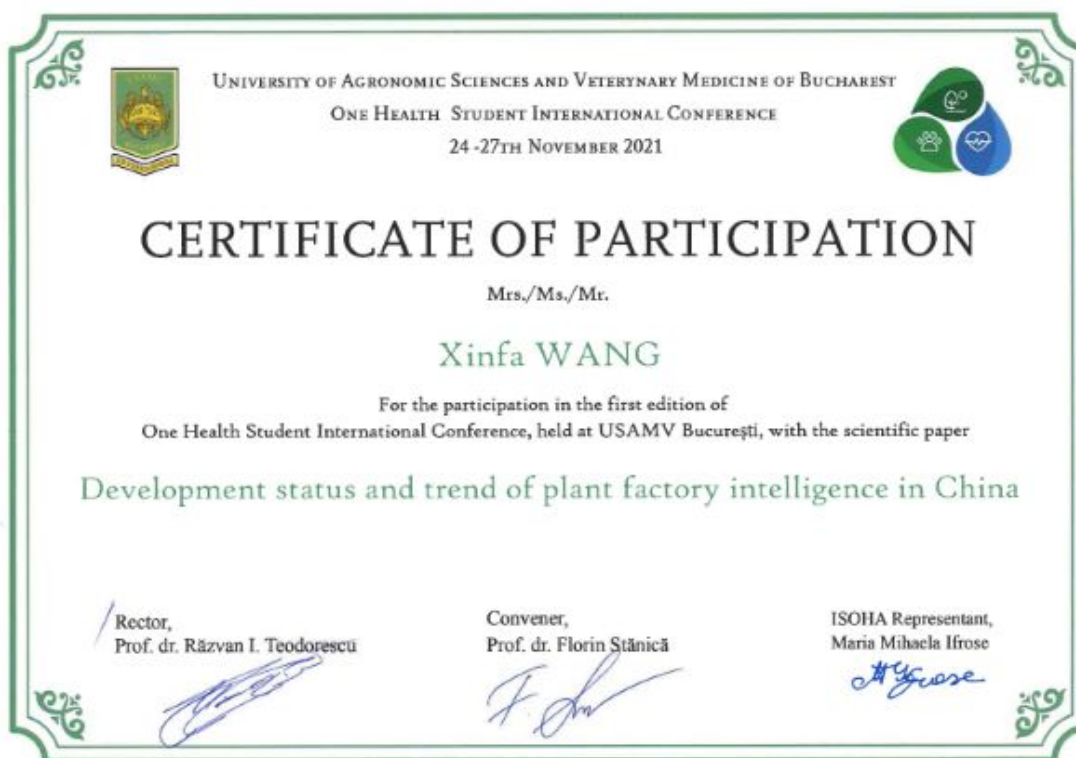 UNIVERSITY OF AGRONOMIC SCIENCES AND VETERYNARY MEDICINE OF BUCHAREST
ONE HEALTH STUDENT INTERNATIONAL CONFERENCE
24 -27TH NOVEMBER 2021
CERTIFICATE OF PARTICIPATION
Mrs./Ms./Mr.
Xinfa WANG
For the participation in the first edition of
One Health Student International Conference, held at USAMV București, with the scientific paper
Development status and trend of plant factory intelligence in China
Rector,
Prof. dr. Răzvan I. Teodorescu
Convener,
Prof. dr. Florin Stănică
ISOHA Representant,
Maria Mihaela Ifrose